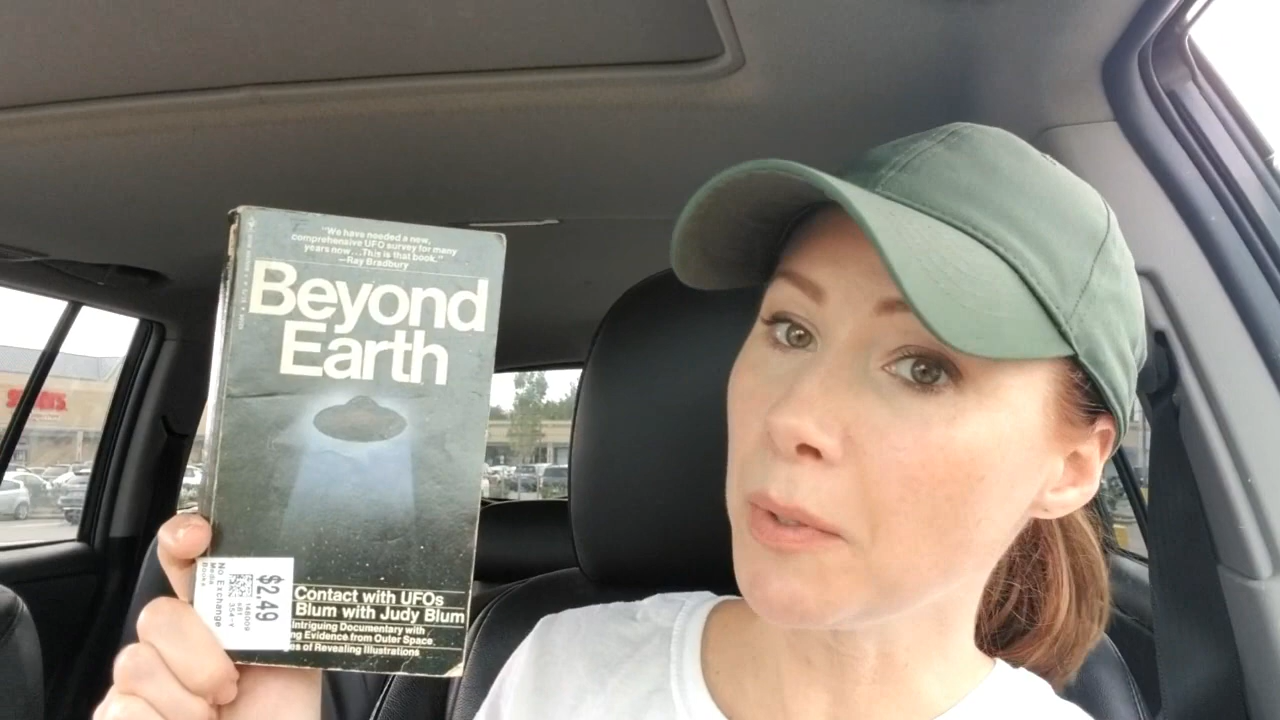 "We have needed a new,
comprehensive UFO survey for many
years now...This is that book."
—Ray Bradbury
Beyond
Earth
Contact with UFOs
Blum with Judy Blum
Intriguing Documentary with
Evidence from Outer Space
of Revealing Illustrations
$2.49
No Exchange
Media
Books